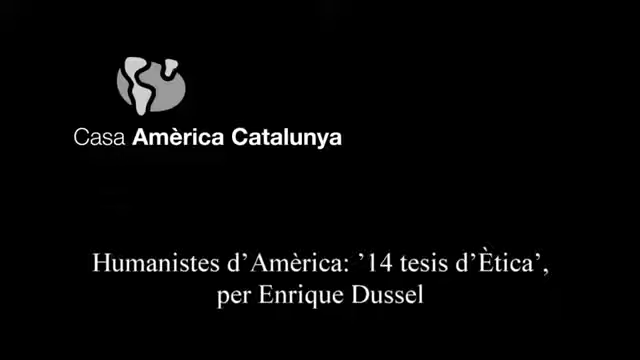 Casa Amèrica Catalunya
Humanistes d’Amèrica: ’14 tesis d’Ètica’,
per Enrique Dussel